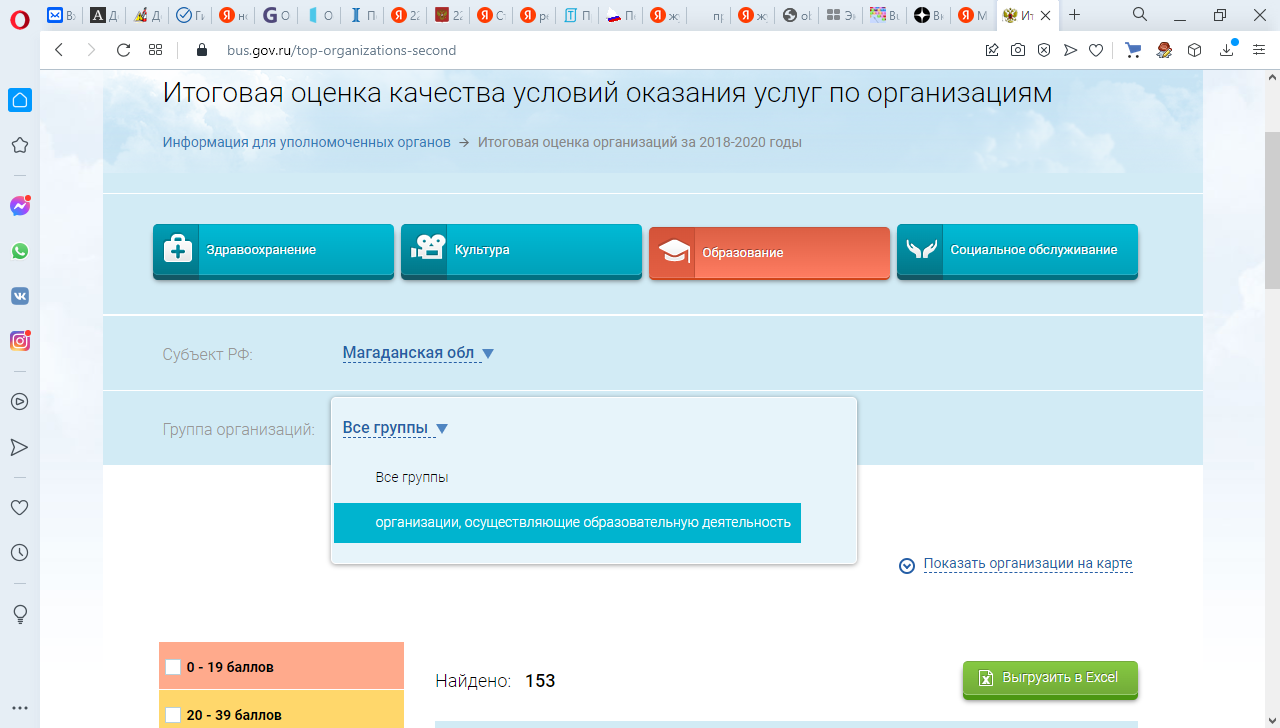 bus.gov.ru/top-organizations-second
Итоговая оценка качества условий оказания услуг по организациям
Информация для уполномоченных органов → Итоговая оценка организаций за 2018-2020 годы
Здравоохранение
Культура
Образование
Социальное обслуживание
Субъект РФ:
Магаданская обл
Группа организаций:
Все группы
Все группы
организации, осуществляющие образовательную деятельность
Показать организации на карте
0 - 19 баллов
20 - 39 баллов
Найдено: 153
Выгрузить в Excel